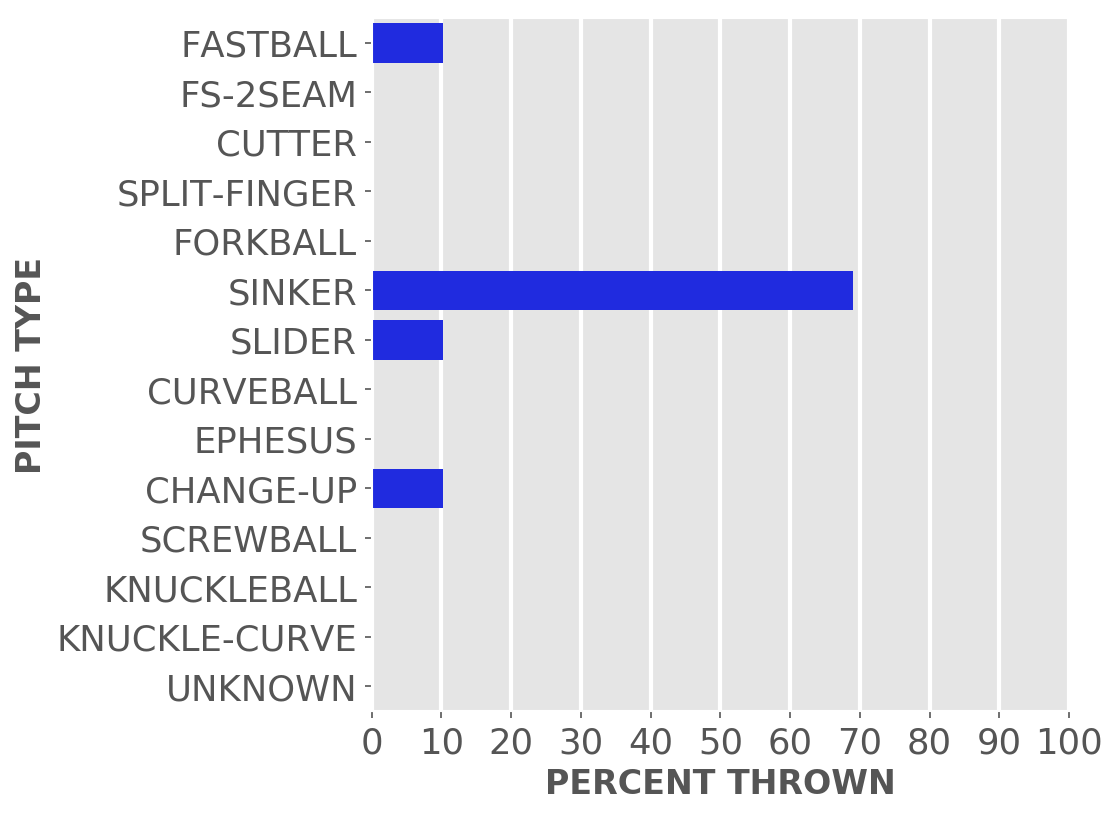 FASTBALL
FS-2SEAM
CUTTER
SPLIT-FINGER
FORKBALL
SINKER
SLIDER
CURVEBALL
EPHESUS
CHANGE-UP
SCREWBALL
KNUCKLEBALL
KNUCKLE-CURVE
UNKNOWN
PITCH TYPE
0 10 20 30 40 50 60 70 80 90 100
PERCENT THROWN